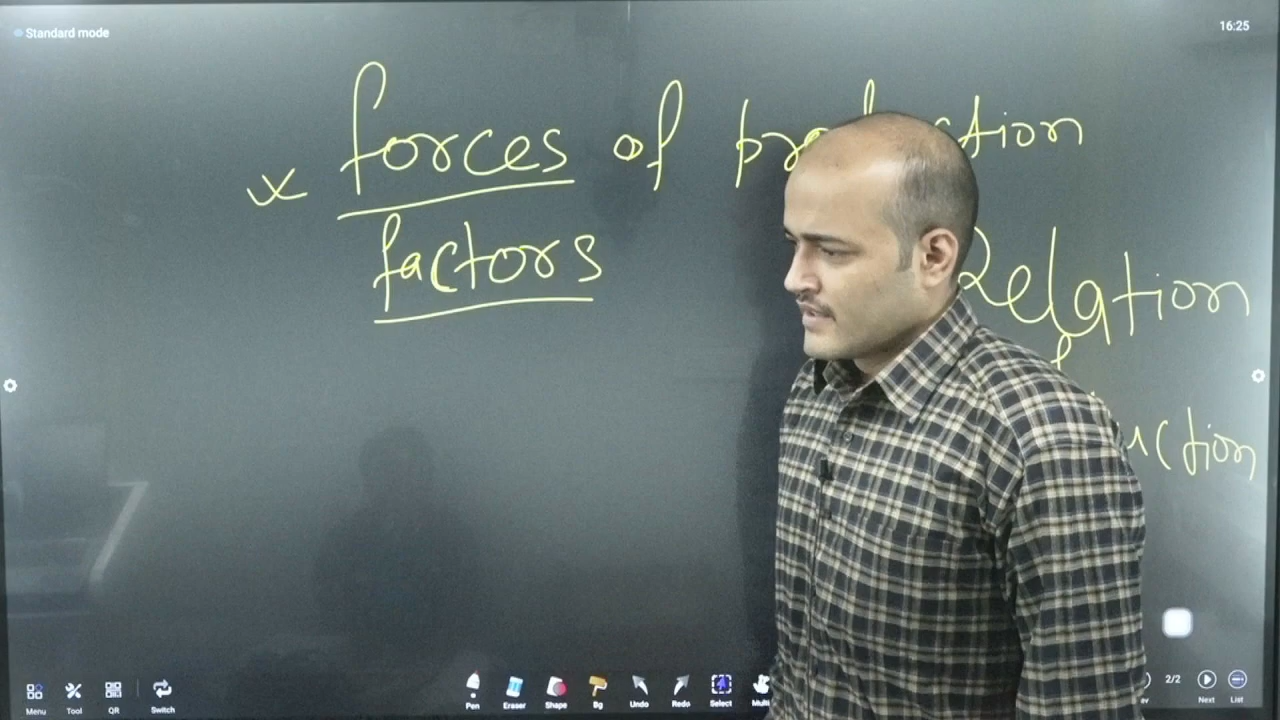 Standard mode
16:25
x forces of
factors
Relation
Menu Tool QR Switch Pen Eraser Shape Bg Undo Redo Select 2/2 Next List